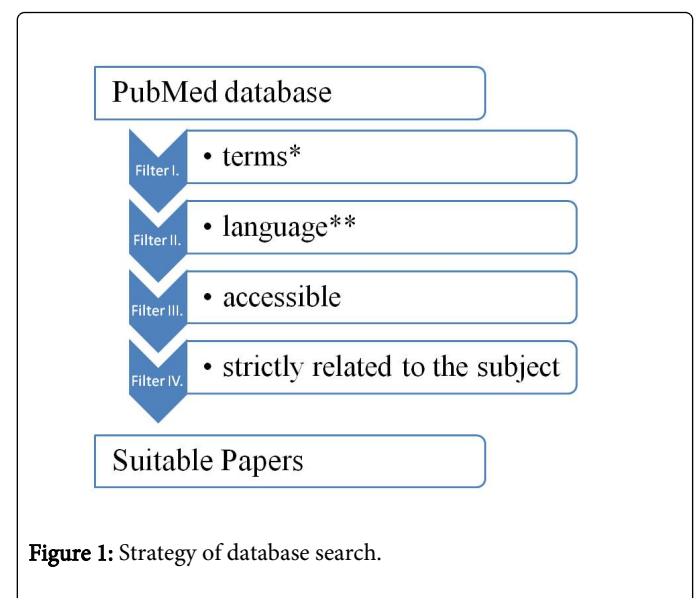 PubMed database
Filter I.
• terms*
Filter II.
• language**
Filter III.
• accessible
Filter IV.
• strictly related to the subject
Suitable Papers
Figure 1: Strategy of database search.